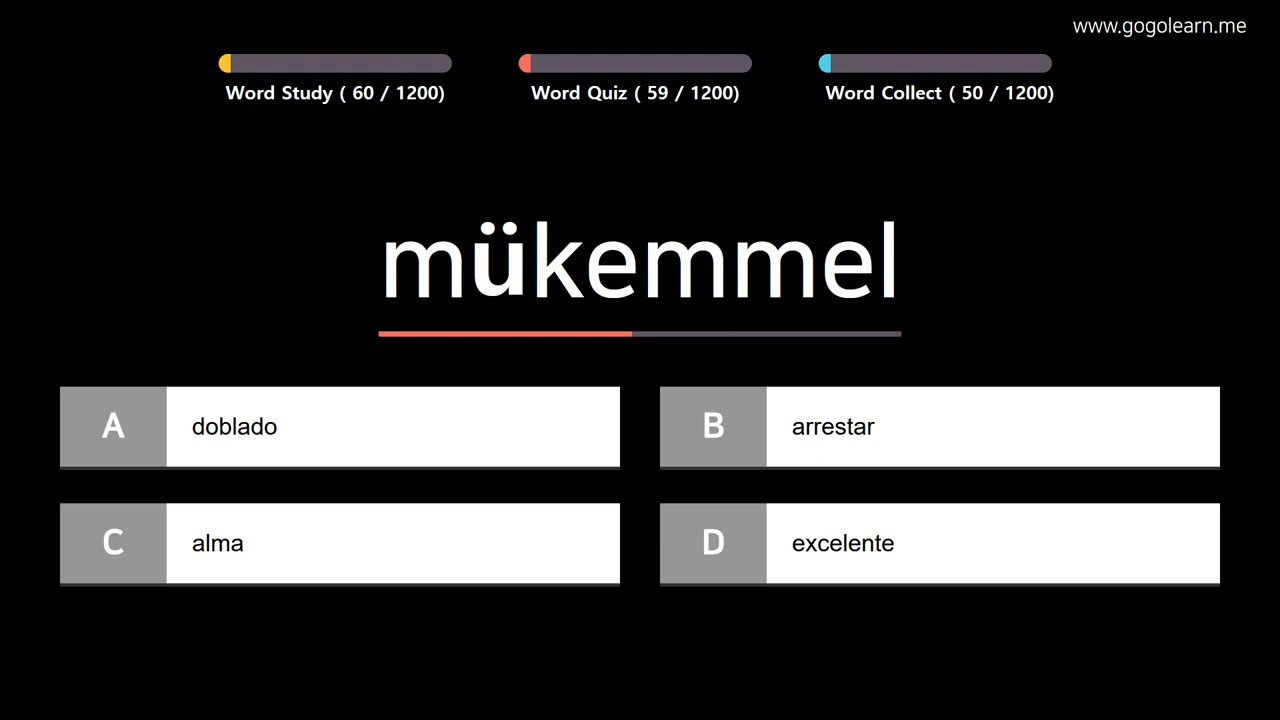 www.gogolearn.me
Word Study ( 60 / 1200)
Word Quiz ( 59 / 1200)
Word Collect ( 50 / 1200)
mükemmel
A doblado
B arrestar
C alma
D excelente